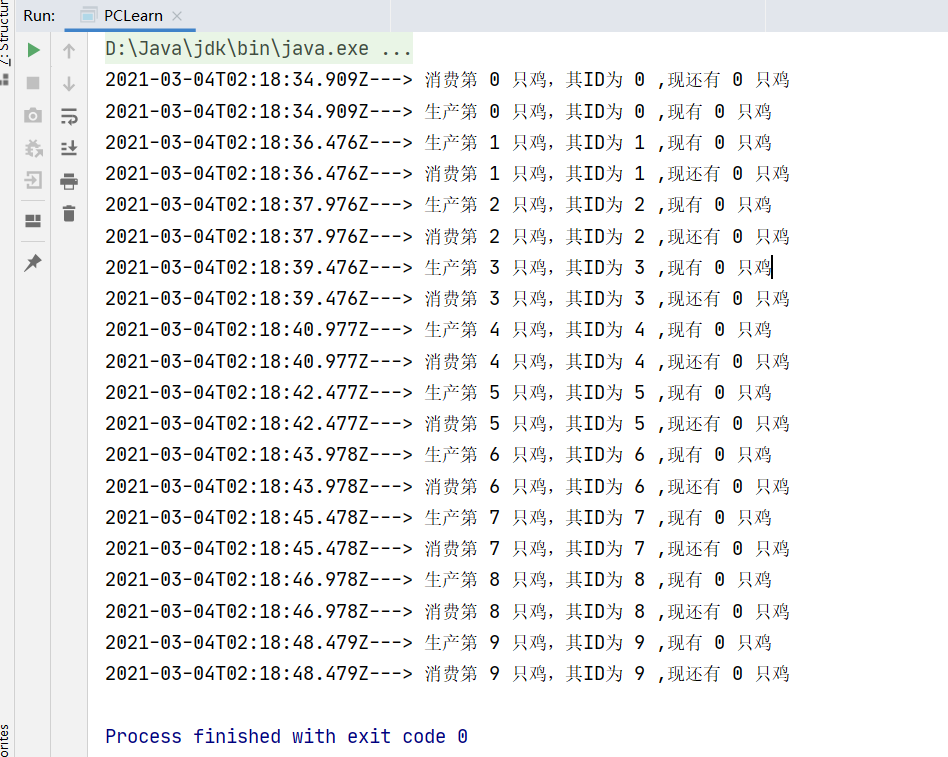 Run: PCLearn
Z: Structur
D:\Java\jdk\bin\java.exe ...
2021-03-04T02:18:34.909Z---> 消费第 0 只鸡，其ID为 0 ,现还有 0 只鸡
2021-03-04T02:18:34.909Z---> 生产第 0 只鸡，其ID为 0 ,现有 0 只鸡
2021-03-04T02:18:36.476Z---> 生产第 1 只鸡，其ID为 1 ,现有 0 只鸡
2021-03-04T02:18:36.476Z---> 消费第 1 只鸡，其ID为 1 ,现还有 0 只鸡
2021-03-04T02:18:37.976Z---> 生产第 2 只鸡，其ID为 2 ,现有 0 只鸡
2021-03-04T02:18:37.976Z---> 消费第 2 只鸡，其ID为 2 ,现还有 0 只鸡
2021-03-04T02:18:39.476Z---> 生产第 3 只鸡，其ID为 3 ,现有 0 只鸡
2021-03-04T02:18:39.476Z---> 消费第 3 只鸡，其ID为 3 ,现还有 0 只鸡
2021-03-04T02:18:40.977Z---> 生产第 4 只鸡，其ID为 4 ,现有 0 只鸡
2021-03-04T02:18:40.977Z---> 消费第 4 只鸡，其ID为 4 ,现还有 0 只鸡
2021-03-04T02:18:42.477Z---> 生产第 5 只鸡，其ID为 5 ,现有 0 只鸡
2021-03-04T02:18:42.477Z---> 消费第 5 只鸡，其ID为 5 ,现还有 0 只鸡
2021-03-04T02:18:43.978Z---> 生产第 6 只鸡，其ID为 6 ,现有 0 只鸡
2021-03-04T02:18:43.978Z---> 消费第 6 只鸡，其ID为 6 ,现还有 0 只鸡
2021-03-04T02:18:45.478Z---> 生产第 7 只鸡，其ID为 7 ,现有 0 只鸡
2021-03-04T02:18:45.478Z---> 消费第 7 只鸡，其ID为 7 ,现还有 0 只鸡
2021-03-04T02:18:46.978Z---> 生产第 8 只鸡，其ID为 8 ,现有 0 只鸡
2021-03-04T02:18:46.978Z---> 消费第 8 只鸡，其ID为 8 ,现还有 0 只鸡
2021-03-04T02:18:48.479Z---> 生产第 9 只鸡，其ID为 9 ,现有 0 只鸡
2021-03-04T02:18:48.479Z---> 消费第 9 只鸡，其ID为 9 ,现还有 0 只鸡
Process finished with exit code 0
orites